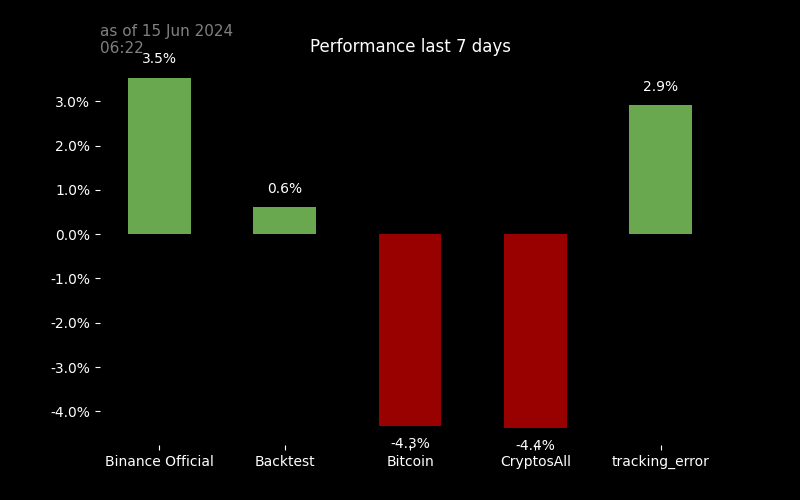 as of 15 Jun 2024
06:22
Performance last 7 days
3.5%
0.6%
-4.3%
-4.4%
2.9%
3.0%
2.0%
1.0%
0.0%
-1.0%
-2.0%
-3.0%
-4.0%
Binance Official
Backtest
Bitcoin
CryptosAll
tracking_error